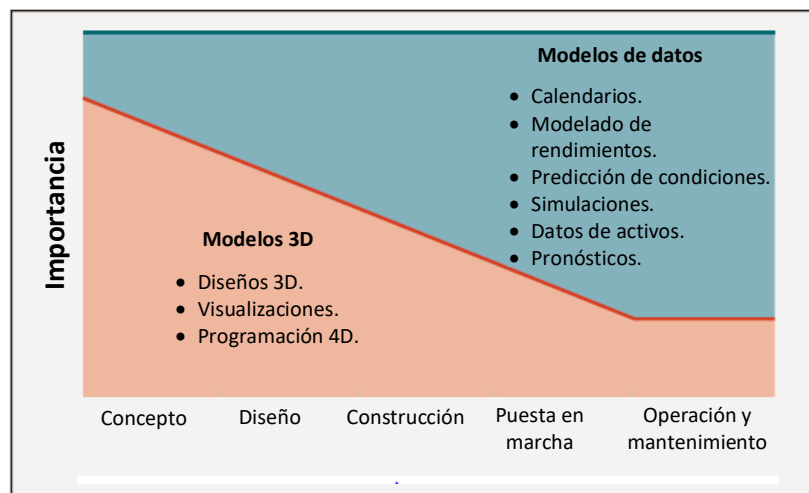 Modelos de datos
• Calendarios.
• Modelado de
rendimientos.
• Predicción de condiciones.
• Simulaciones.
• Datos de activos.
• Pronósticos.
Importancia
Modelos 3D
• Diseños 3D.
• Visualizaciones.
• Programación 4D.
Concepto
Diseño
Construcción
Puesta en
marcha
Operación y
mantenimiento